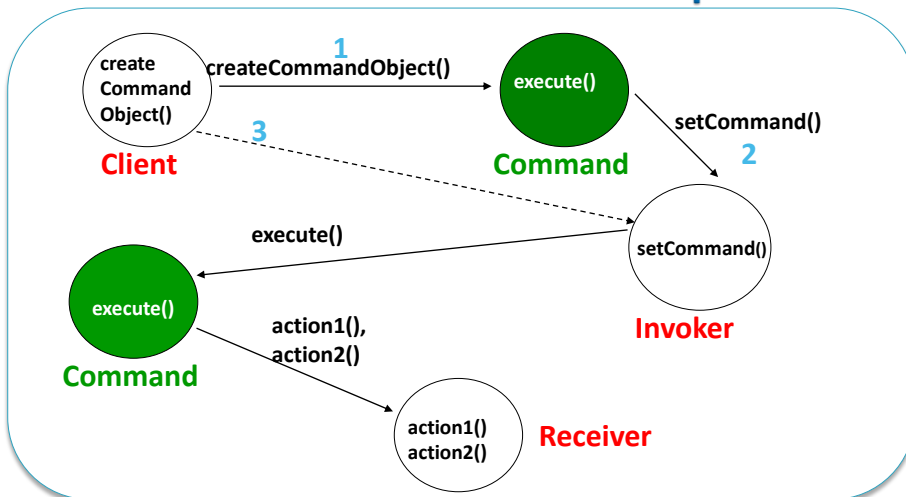 1
create
Command
Object()
createCommandObject()
execute()
setCommand()
2
3
Client
Command
execute()
setCommand()
execute()
Invoker
action1(),
action2()
Command
action1()
action2()
Receiver